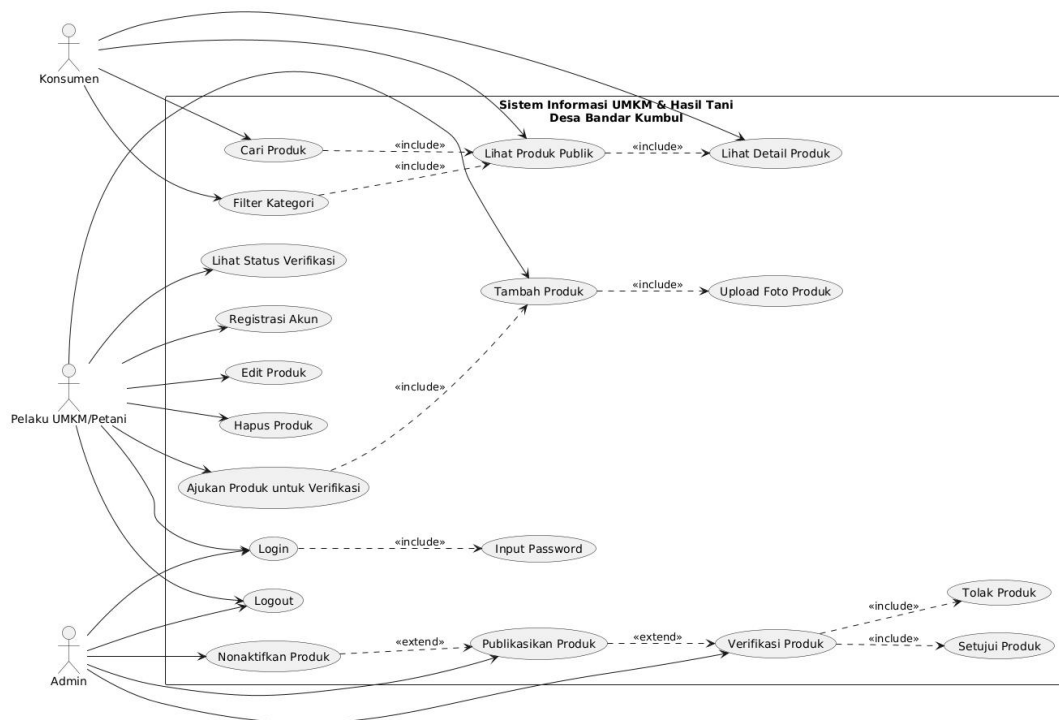 Konsumen
Sistem Informasi UMKM & Hasil Tani
Desa Bandar Kumbul
Cari Produk
«include»
Lihat Produk Publik
«include»
Lihat Detail Produk
«include»
Filter Kategori
Lihat Status Verifikasi
Tambah Produk
«include»
Upload Foto Produk
Registrasi Akun
Edit Produk
«include»
Pelaku UMKM/Petani
Hapus Produk
Ajukan Produk untuk Verifikasi
Login
«include»
Input Password
Logout
Tolak Produk
«include»
Admin
Nonaktifkan Produk
«extend»
Publikasikan Produk
«extend»
Verifikasi Produk
«include»
Setujui Produk